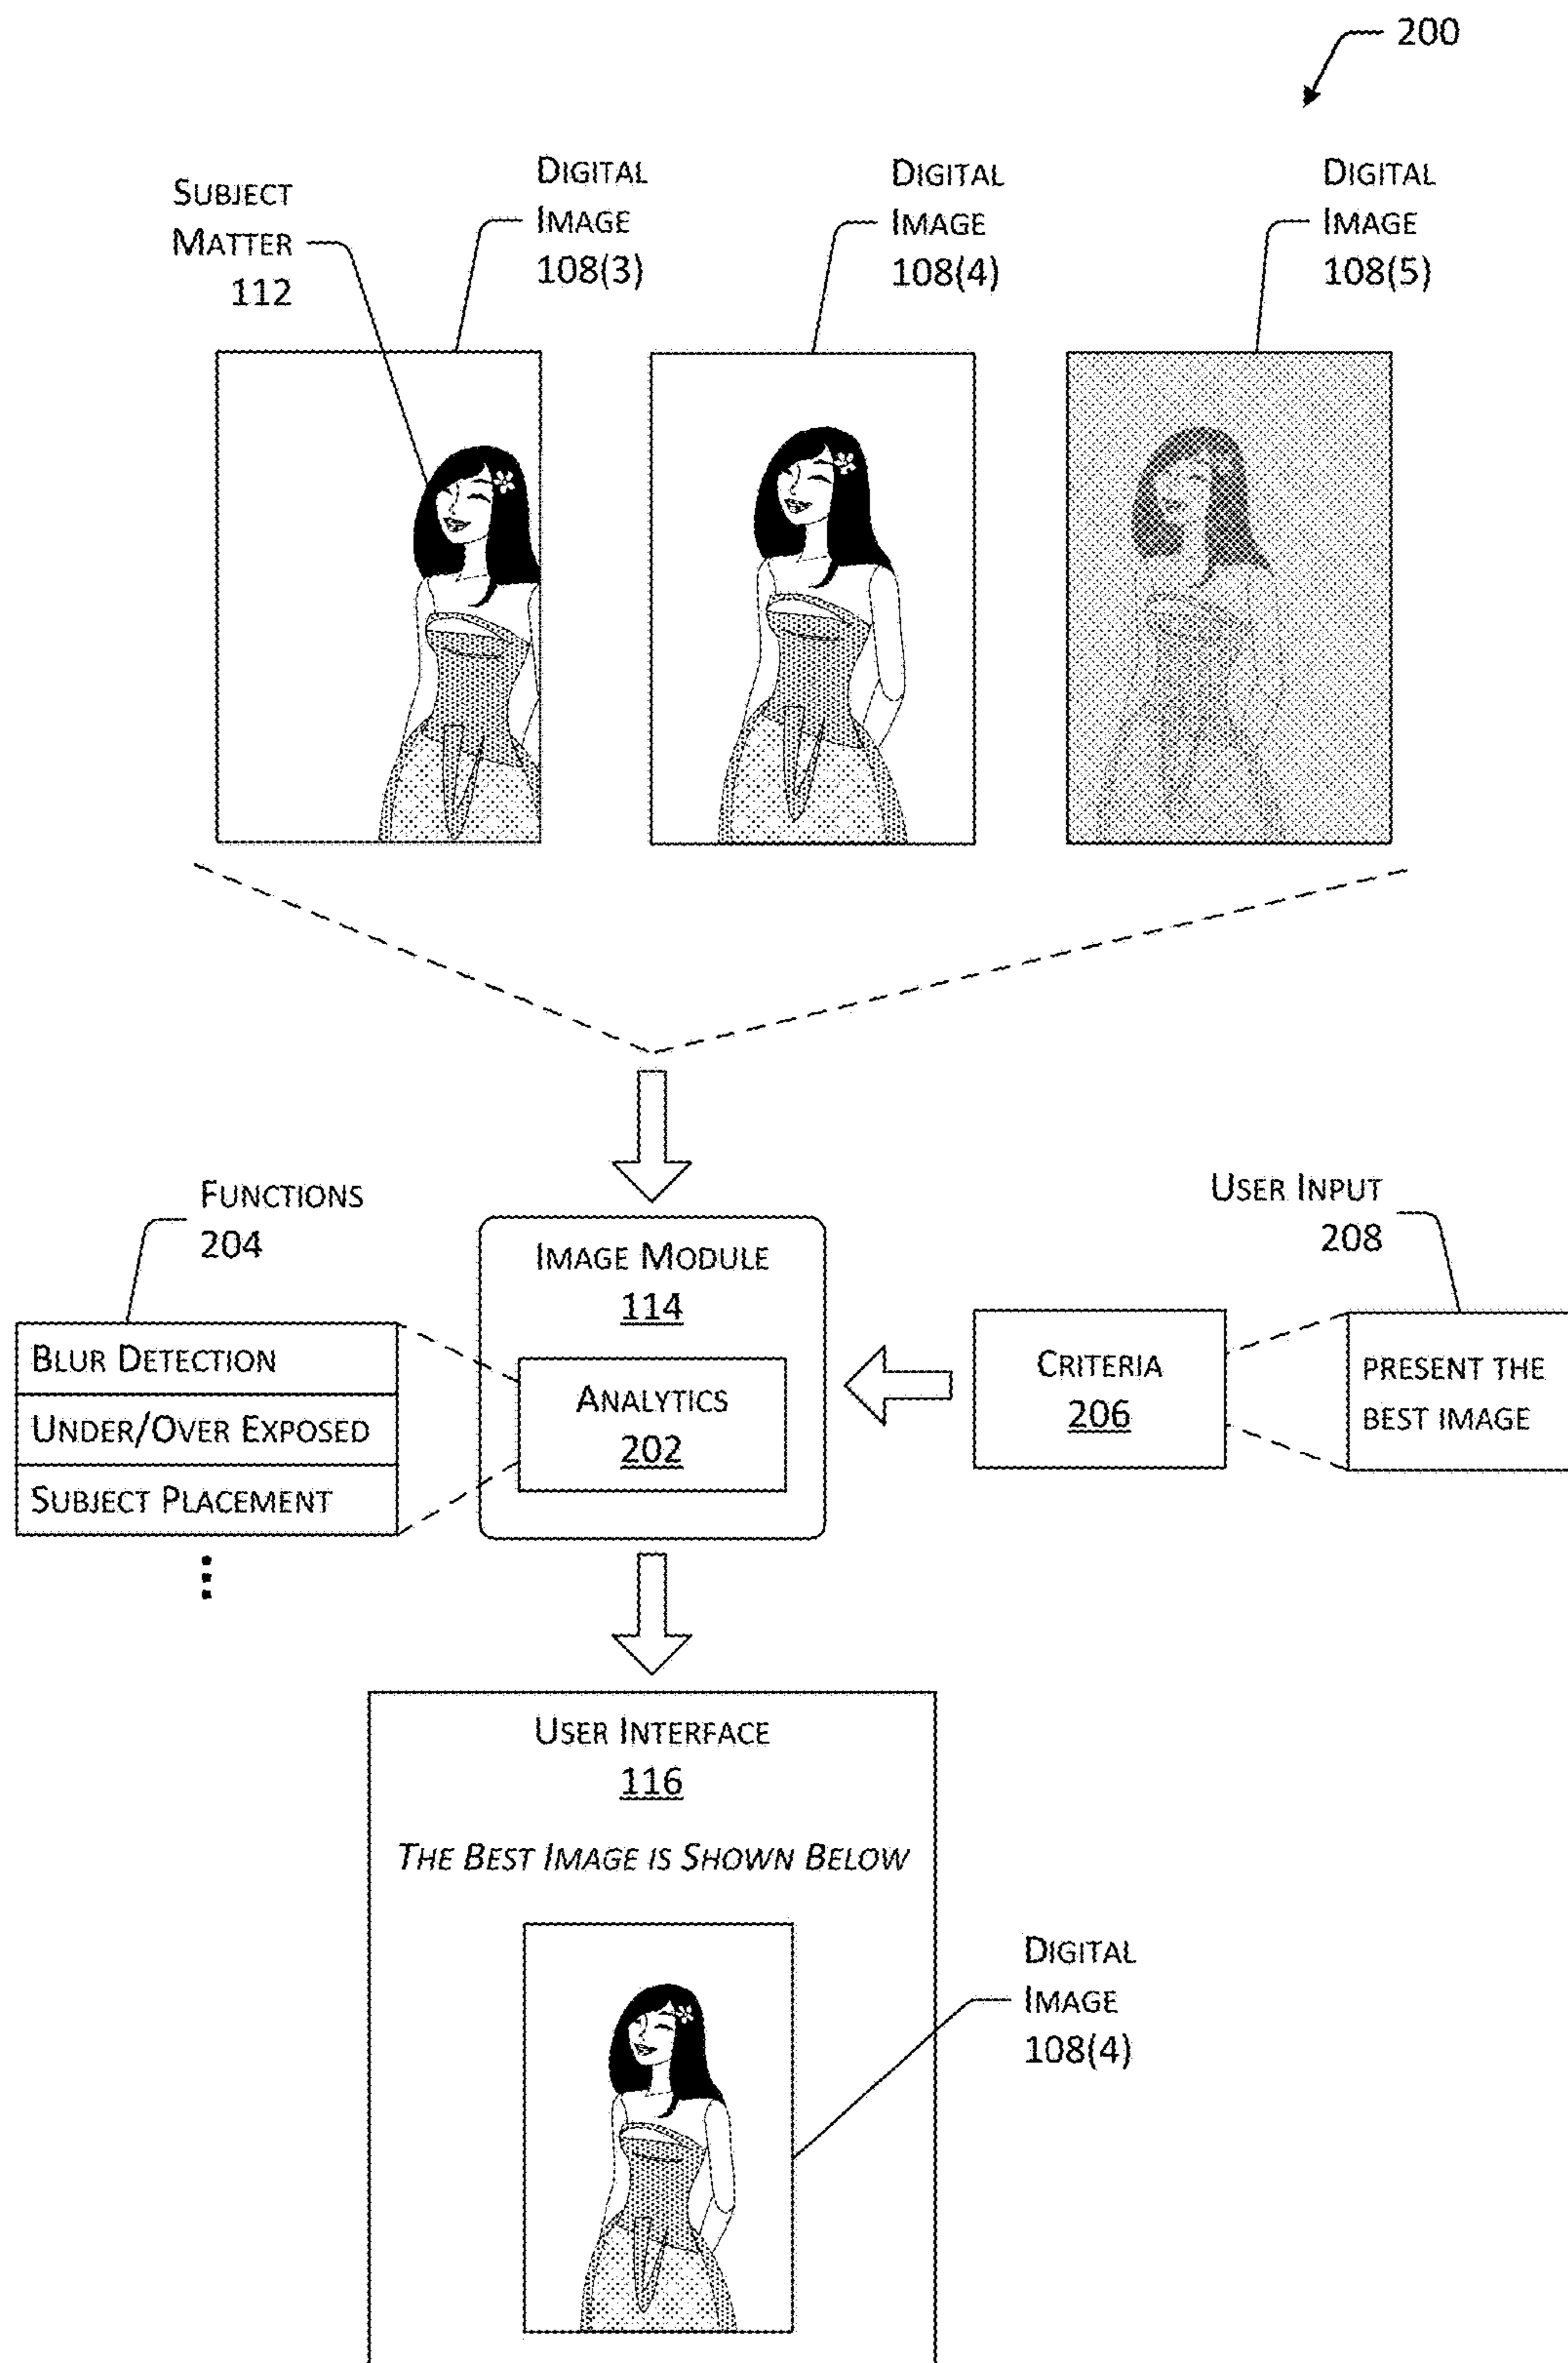 200
SUBJECT
MATTER
112
DIGITAL
IMAGE
108(3)
DIGITAL
IMAGE
108(4)
DIGITAL
IMAGE
108(5)
FUNCTIONS
204
BLUR DETECTION
UNDER/OVER EXPOSED
SUBJECT PLACEMENT
IMAGE MODULE
114
ANALYTICS
202
CRITERIA
206
USER INPUT
208
PRESENT THE
BEST IMAGE
USER INTERFACE
116
THE BEST IMAGE IS SHOWN BELOW
DIGITAL
IMAGE
108(4)